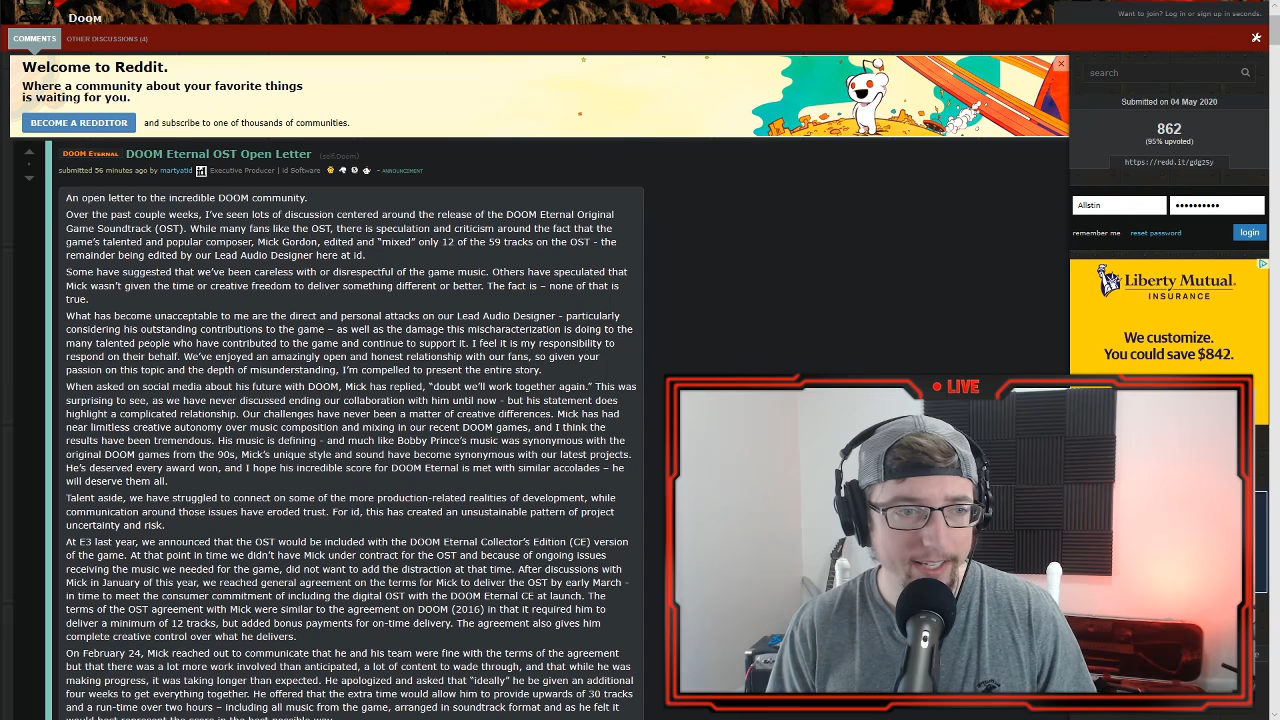 Doom
Want to join? Log in or sign up in seconds.
COMMENTS
OTHER DISCUSSIONS (4)
Welcome to Reddit.
Where a community about your favorite things
is waiting for you.
BECOME A REDDITOR
and subscribe to one of thousands of communities.
search
Submitted on 04 May 2020
862
(95% upvoted)
https://redd.it/gdg25y
DOOM Eternal DOOM Eternal OST Open Letter (self.Doom)
submitted 56 minutes ago by martyatid Executive Producer | id Software - ANNOUNCEMENT
Allstin
remember me reset password login
An open letter to the incredible DOOM community.
Over the past couple weeks, I've seen lots of discussion centered around the release of the DOOM Eternal Original
Game Soundtrack (OST). While many fans like the OST, there is speculation and criticism around the fact that the
game's talented and popular composer, Mick Gordon, edited and "mixed" only 12 of the 59 tracks on the OST - the
remainder being edited by our Lead Audio Designer here at id.
Some have suggested that we've been careless with or disrespectful of the game music. Others have speculated that
Mick wasn't given the time or creative freedom to deliver something different or better. The fact is – none of that is
true.
What has become unacceptable to me are the direct and personal attacks on our Lead Audio Designer - particularly
considering his outstanding contributions to the game – as well as the damage this mischaracterization is doing to the
many talented people who have contributed to the game and continue to support it. I feel it is my responsibility to
respond on their behalf. We've enjoyed an amazingly open and honest relationship with our fans, so given your
passion on this topic and the depth of misunderstanding, I'm compelled to present the entire story.
When asked on social media about his future with DOOM, Mick has replied, "doubt we'll work together again." This was
surprising to see, as we have never discussed ending our collaboration with him until now - but his statement does
highlight a complicated relationship. Our challenges have never been a matter of creative differences. Mick has had
near limitless creative autonomy over music composition and mixing in our recent DOOM games, and I think the
results have been tremendous. His music is defining - and much like Bobby Prince's music was synonymous with the
original DOOM games from the 90s, Mick's unique style and sound have become synonymous with our latest projects.
He's deserved every award won, and I hope his incredible score for DOOM Eternal is met with similar accolades – he
will deserve them all.
Talent aside, we have struggled to connect on some of the more production-related realities of development, while
communication around those issues have eroded trust. For id, this has created an unsustainable pattern of project
uncertainty and risk.
At E3 last year, we announced that the OST would be included with the DOOM Eternal Collector's Edition (CE) version
of the game. At that point in time we didn't have Mick under contract for the OST and because of ongoing issues
receiving the music we needed for the game, did not want to add the distraction at that time. After discussions with
Mick in January of this year, we reached general agreement on the terms for Mick to deliver the OST by early March -
in time to meet the consumer commitment of including the digital OST with the DOOM Eternal CE at launch. The
terms of the OST agreement with Mick were similar to the agreement on DOOM (2016) in that it required him to
deliver a minimum of 12 tracks, but added bonus payments for on-time delivery. The agreement also gives him
complete creative control over what he delivers.
On February 24, Mick reached out to communicate that he and his team were fine with the terms of the agreement
but that there was a lot more work involved than anticipated, a lot of content to wade through, and that while he was
making progress, it was taking longer than expected. He apologized and asked that "ideally" he be given an additional
four weeks to get everything together. He offered that the extra time would allow him to provide upwards of 30 tracks
and a run-time over two hours – including all music from the game, arranged in soundtrack format and as he felt it
would best represent the score in the best possible way.
Liberty Mutual.
INSURANCE
We customize.
You could save $842.
LIVE